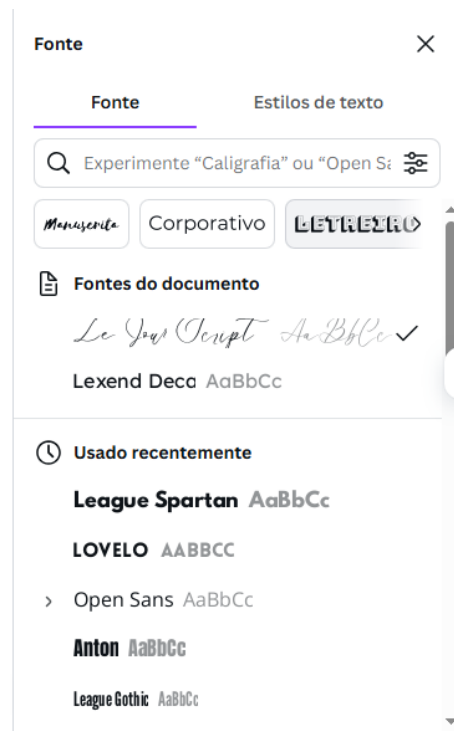 Fonte
Fonte Estilos de texto
Experimente “Caligrafia” ou “Open Sa
Manuscrita Corporativo LETREIRO
Fontes do documento
Le Jour Script AaBbCc
Lexend Deca AaBbCc
Usado recentemente
League Spartan AaBbCc
LOVELO AABBCC
Open Sans AaBbCc
Anton AaBbCc
League Gothic AaBbCc